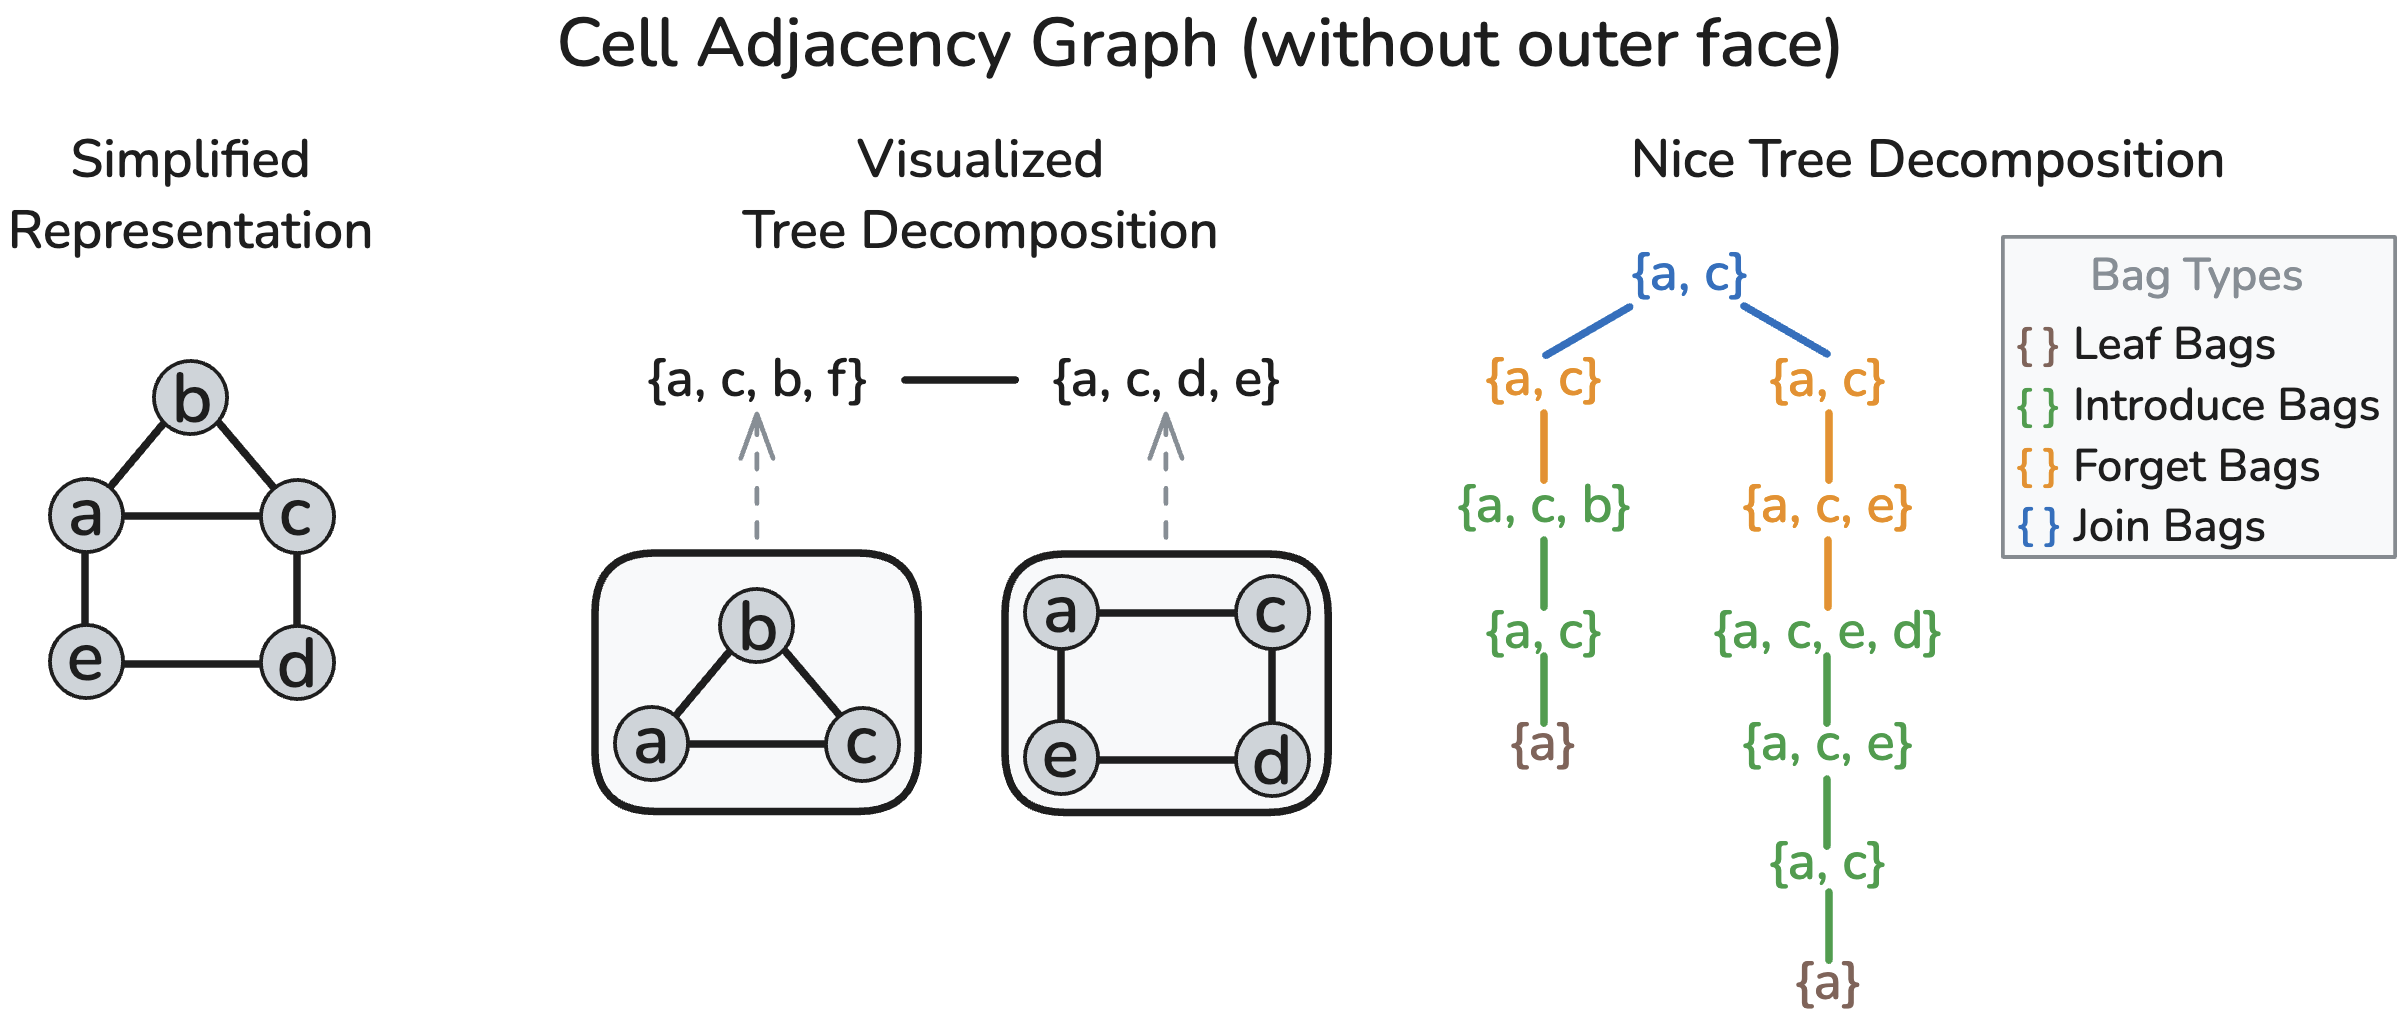 Cell Adjacency Graph (without outer face)
Simplified
Representation
b
a
c
e
d
Visualized
Tree Decomposition
{a, c, b, f}
{a, c, d, e}
b
a
c
a
c
e
d
Nice Tree Decomposition
{a, c}
{a, c}
{a, c}
{a, c, b}
{a, c, e}
{a, c}
{a, c, e, d}
{a}
{a, c, e}
{a, c}
{a}
Bag Types
{ } Leaf Bags
{ } Introduce Bags
{ } Forget Bags
{ } Join Bags